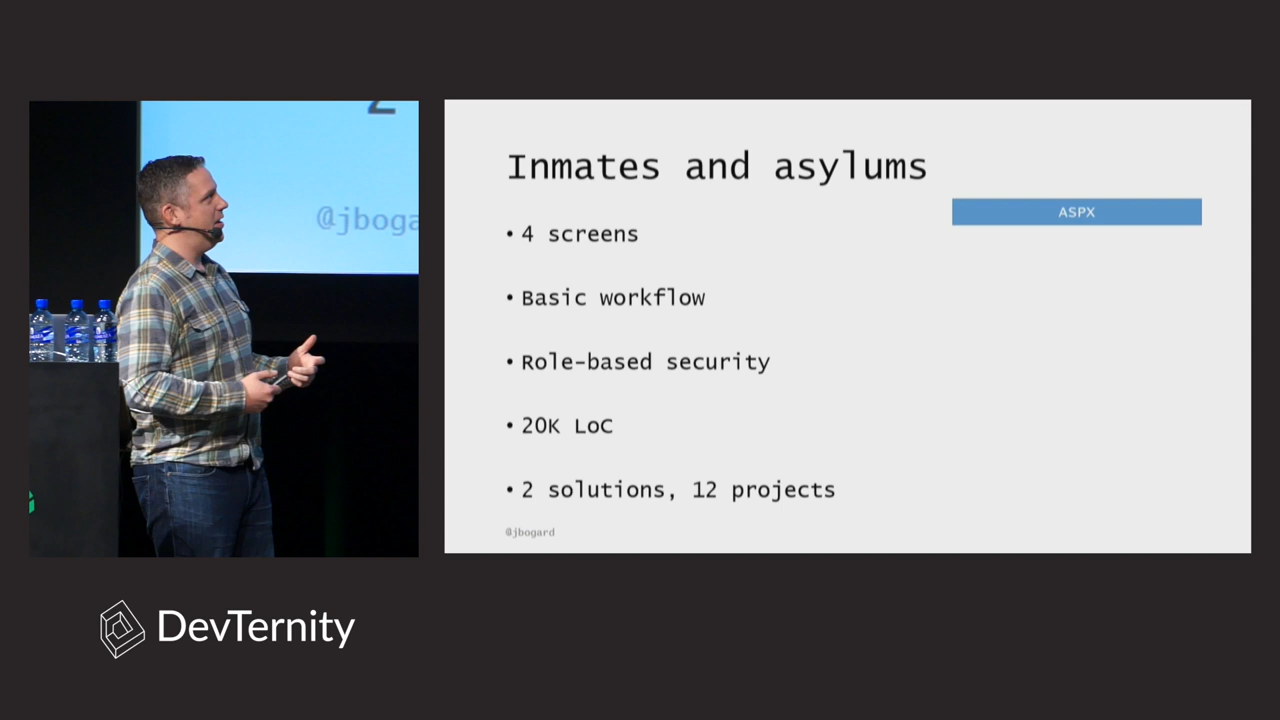 @jboga
Inmates and asylums
ASPX
• 4 screens
• Basic workflow
• Role-based security
• 20K LoC
• 2 solutions, 12 projects
@jbogard
DevTernity